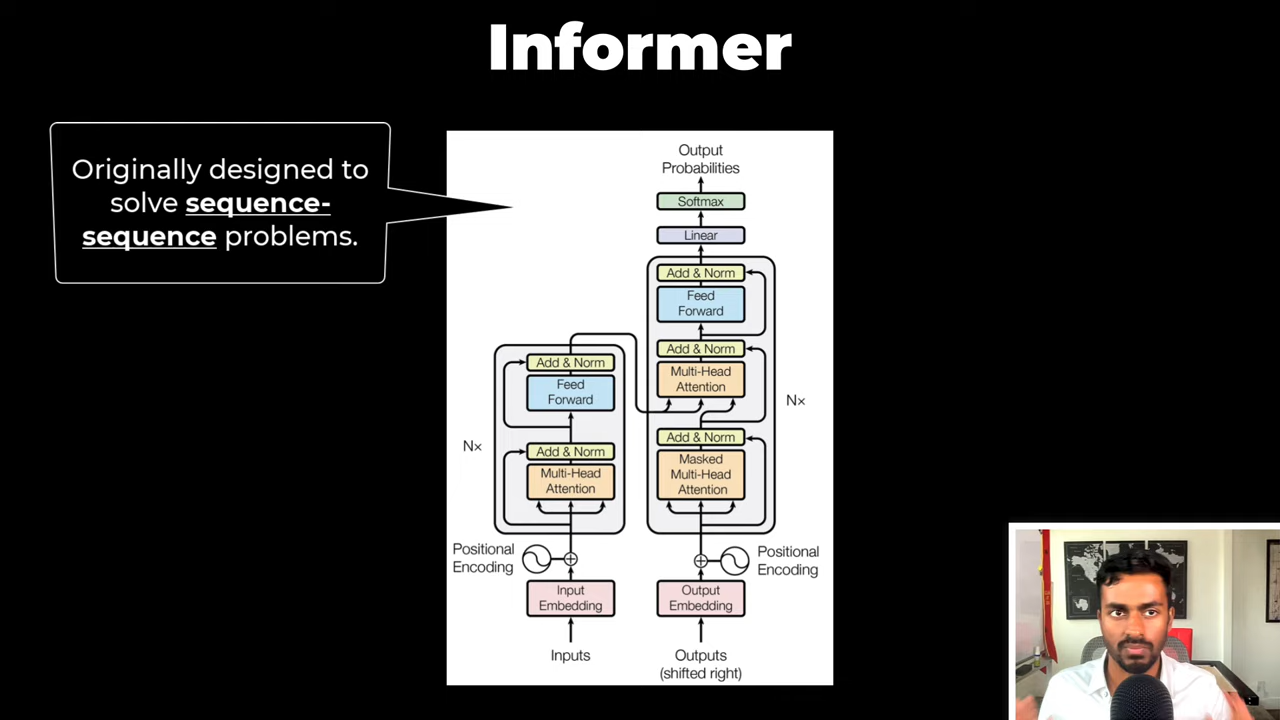 Informer
Originally designed to
solve sequence-
sequence problems.
Output
Probabilities
Softmax
Linear
Add & Norm
Feed
Forward
Add & Norm
Multi-Head
Attention
Add & Norm
Masked
Multi-Head
Attention
Nx
Add & Norm
Feed
Forward
Add & Norm
Multi-Head
Attention
Nx
Positional
Encoding
Positional
Encoding
Input
Embedding
Output
Embedding
Inputs
Outputs
(shifted right)